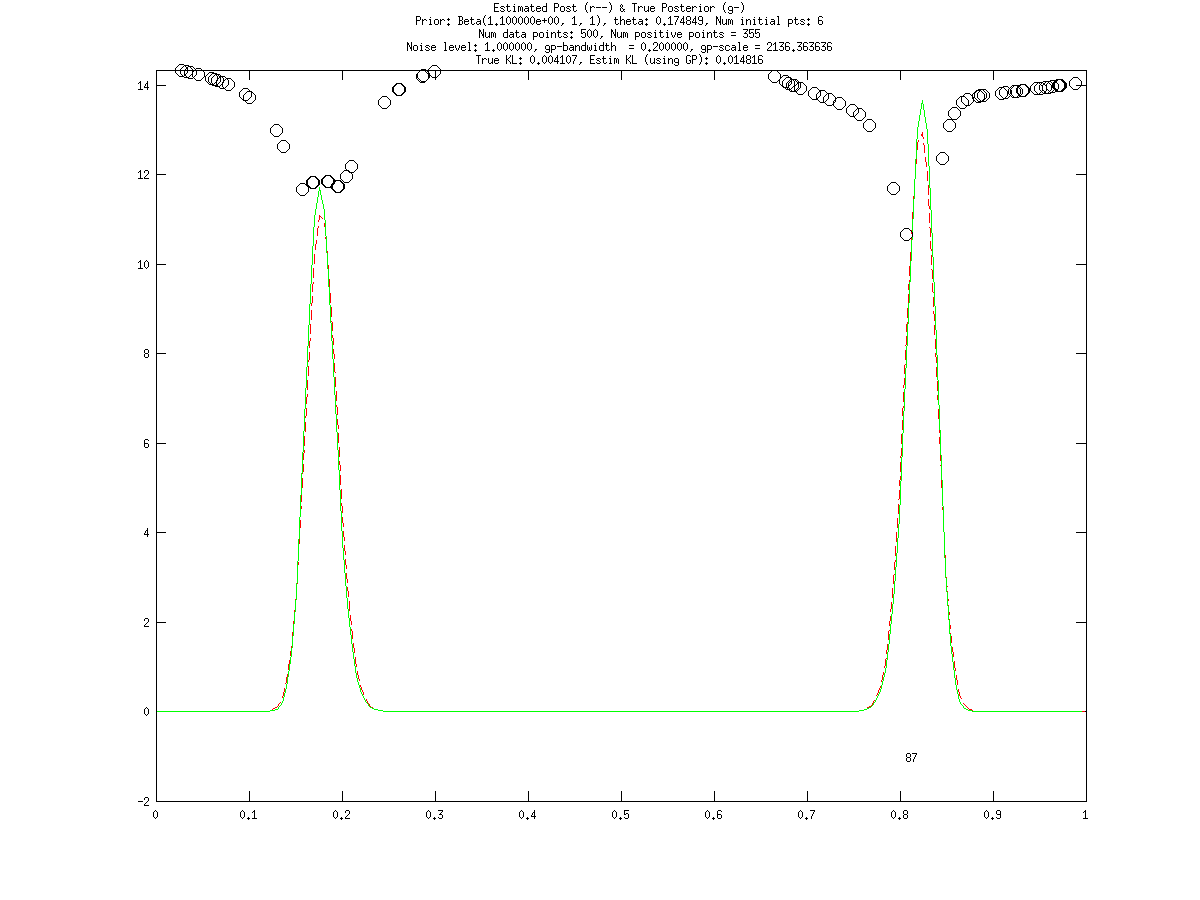 Estimated Post (r--) & True Posterior (g-)
Prior: Beta(1.100000e+00, 1, 1), theta: 0.174849, Num initial pts: 6
Num data points: 500, Num positive points = 355
Noise level: 1.000000, gp-bandwidth  = 0.200000, gp-scale = 2136.363636
True KL: 0.004107, Estim KL (using GP): 0.014816
14
12
10
8
6
4
2
0
87
-2
0 0.1 0.2 0.3 0.4 0.5 0.6 0.7 0.8 0.9 1